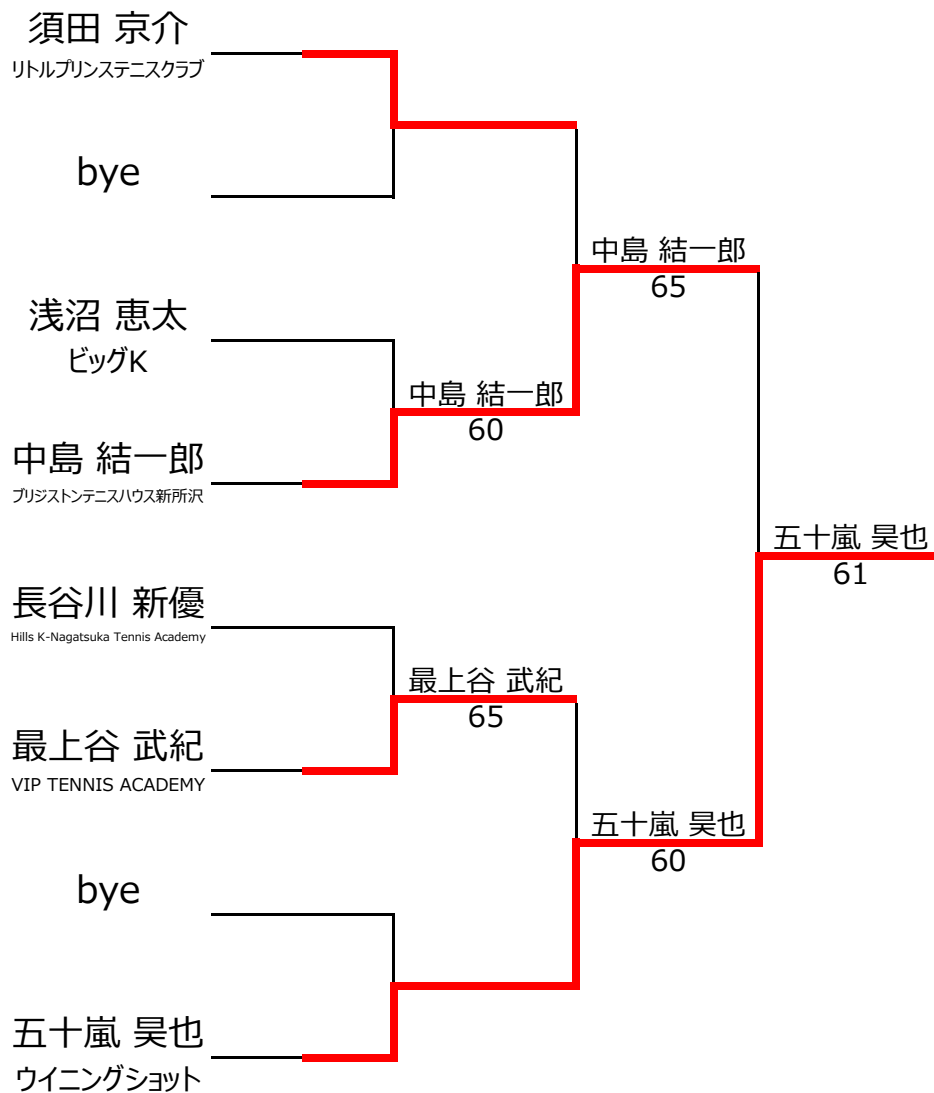 須田 京介
リトルプリンステニスクラブ
bye
浅沼 恵太
ビッグK
中島 結一郎
ブリジストンテニスハウス新所沢
長谷川 新優
Hills K-Nagatsuka Tennis Academy
最上谷 武紀
VIP TENNIS ACADEMY
bye
五十嵐 昊也
ウイニングショット
中島 結一郎
60
最上谷 武紀
65
中島 結一郎
65
五十嵐 昊也
60
五十嵐 昊也
61